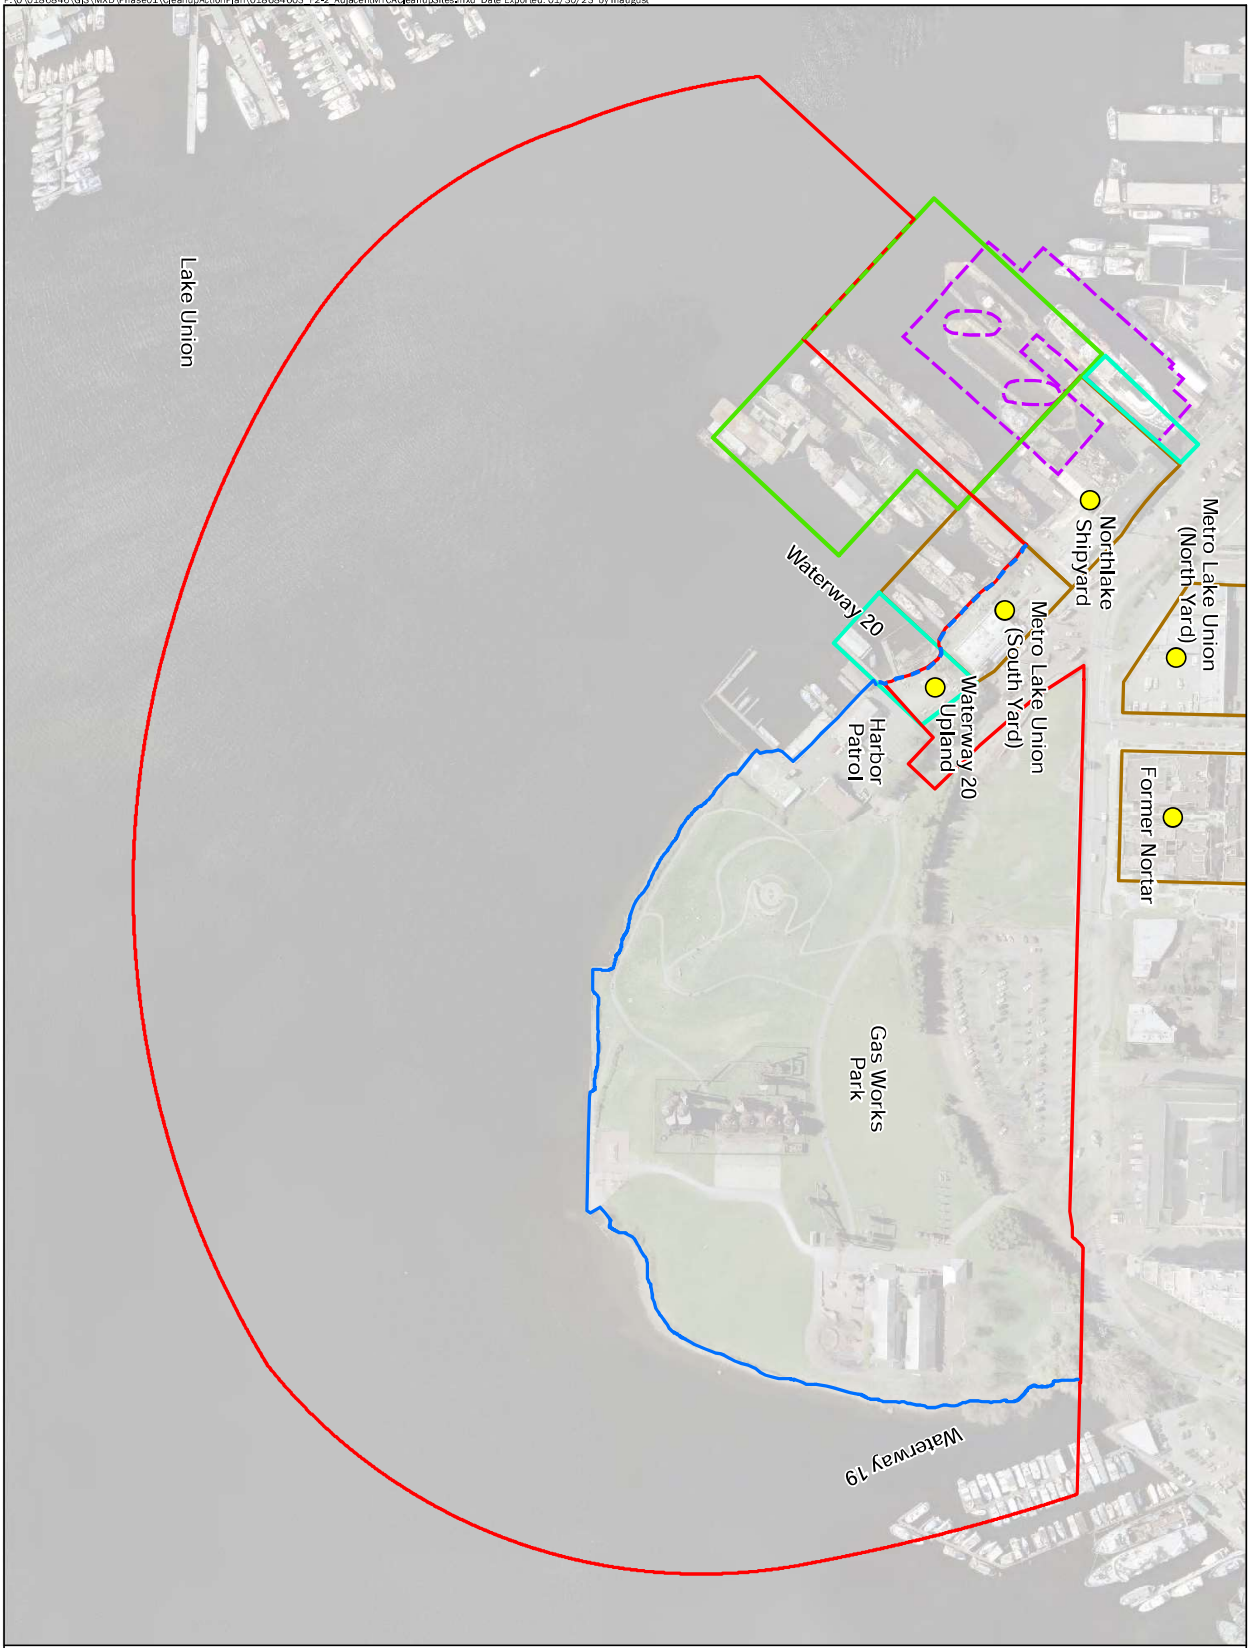 Metro Lake Union
(North Yard)
Former Nortar
Northlake
Shipyard
Metro Lake Union
(South Yard)
Waterway 20
Upland
Harbor
Patrol
Waterway 20
Gas Works
Park
Waterway 19
Lake Union